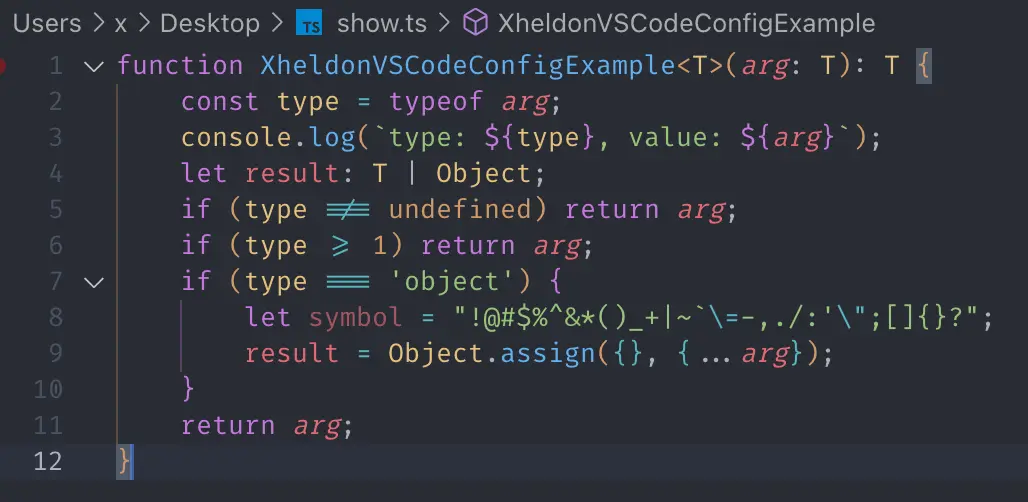 Users > x > Desktop > TS show.ts > XheldonVSCodeConfigExample
1 function XheldonVSCodeConfigExample<T>(arg: T): T {
2 const type = typeof arg;
3 console.log(`type: ${type}, value: ${arg}`);
4 let result: T | Object;
5 if (type !== undefined) return arg;
6 if (type >= 1) return arg;
7 if (type === 'object') {
8 let symbol = "!@#$%^&*()_+|~`\=-,./:'\";[]{}?";
9 result = Object.assign({}, {...arg});
10 }
11 return arg;
12 }